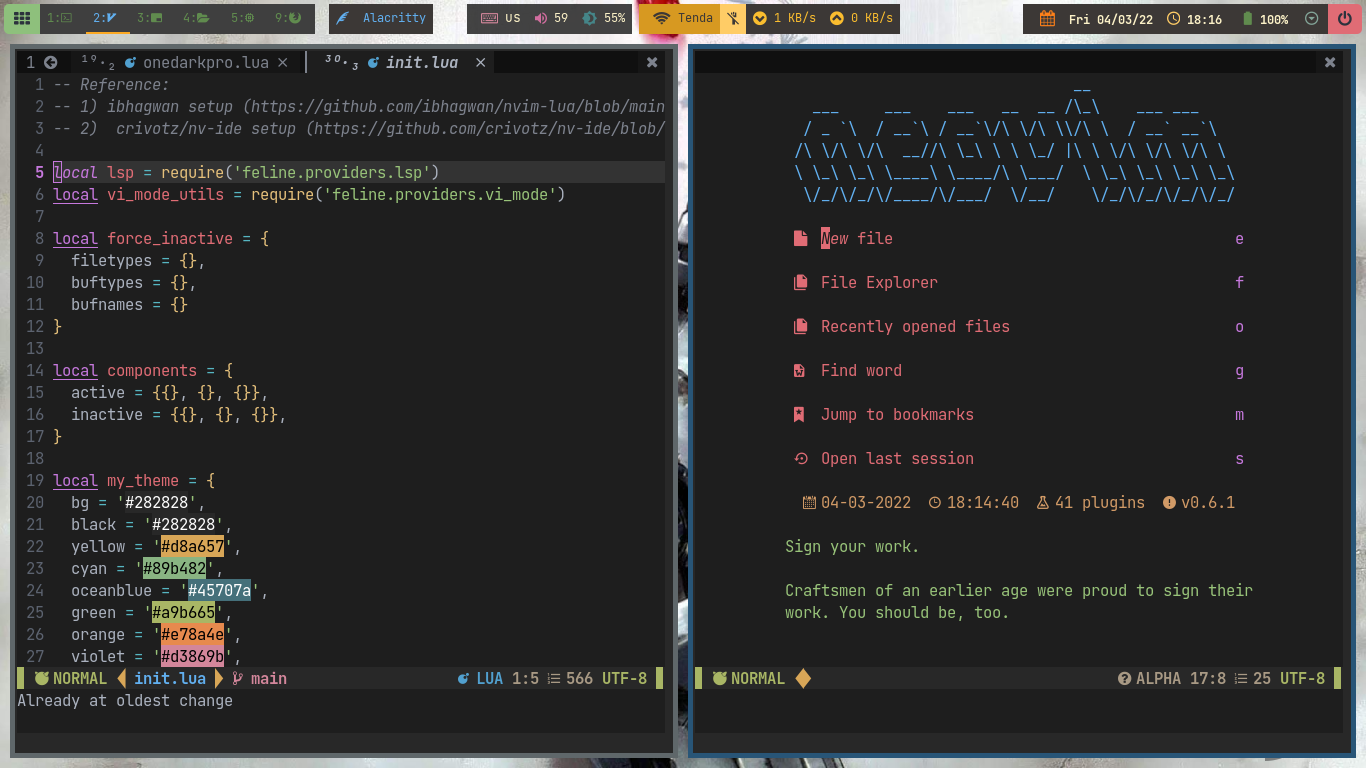 1: 2: 3: 4: 5: 9: Alacritty US 59 55% Tenda 1 KB/s 0 KB/s Fri 04/03/22 18:16 100%
1 ¹⁹·₂ onedarkpro.lua × ³⁰·₃ init.lua ×
1 -- Reference:
2 -- 1) ibhagwan setup (https://github.com/ibhagwan/nvim-lua/blob/main
3 -- 2)  crivotz/nv-ide setup (https://github.com/crivotz/nv-ide/blob/
4
5 local lsp = require('feline.providers.lsp')
6 local vi_mode_utils = require('feline.providers.vi_mode')
7
8 local force_inactive = {
9   filetypes = {},
10   buftypes = {},
11   bufnames = {}
12 }
13
14 local components = {
15   active = {{}, {}, {}},
16   inactive = {{}, {}, {}},
17 }
18
19 local my_theme = {
20   bg = '#282828',
21   black = '#282828',
22   yellow = '#d8a657',
23   cyan = '#89b482',
24   oceanblue = '#45707a',
25   green = '#a9b665',
26   orange = '#e78a4e',
27   violet = '#d3869b',
NORMAL init.lua main LUA 1:5 566 UTF-8
Already at oldest change
neovim
New file e
File Explorer f
Recently opened files o
Find word g
Jump to bookmarks m
Open last session s
04-03-2022 18:14:40 41 plugins v0.6.1
Sign your work.
Craftsmen of an earlier age were proud to sign their
work. You should be, too.
NORMAL ALPHA 17:8 25 UTF-8